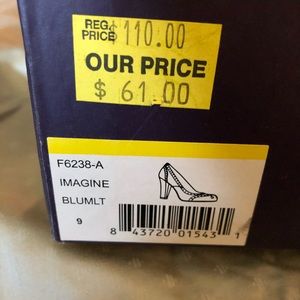 REG.
PRICE $110.00
OUR PRICE
$ 61.00
F6238-A
IMAGINE
BLUMLT
9
8 43720 01543 1